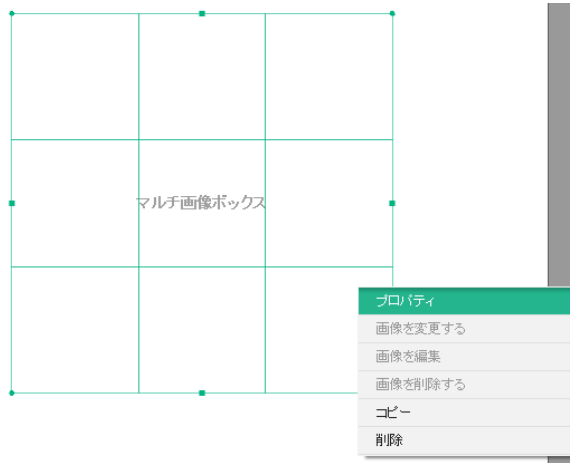 マルチ画像ボックス
プロパティ
画像を変更する
画像を編集
画像を削除する
コピー
削除